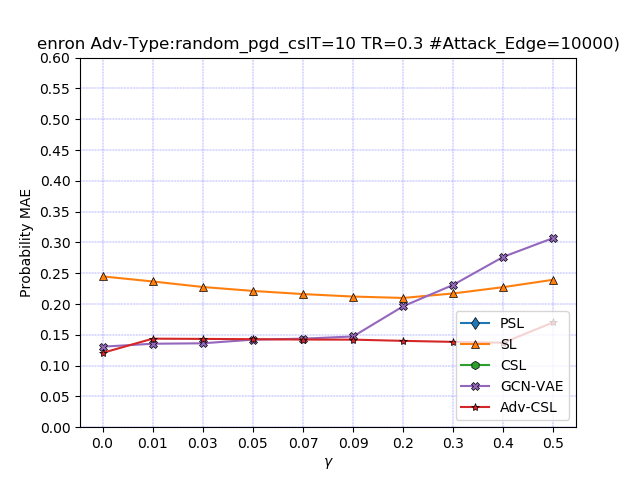 enron Adv-Type:random_pgd_cslT=10 TR=0.3 #Attack_Edge=10000)
0.60
0.55
0.50
0.45
0.40
0.35
0.30
0.25
0.20
0.15
0.10
0.05
0.00
Probability MAE
PSL
SL
CSL
GCN-VAE
Adv-CSL
0.0 0.01 0.03 0.05 0.07 0.09 0.2 0.3 0.4 0.5
γ